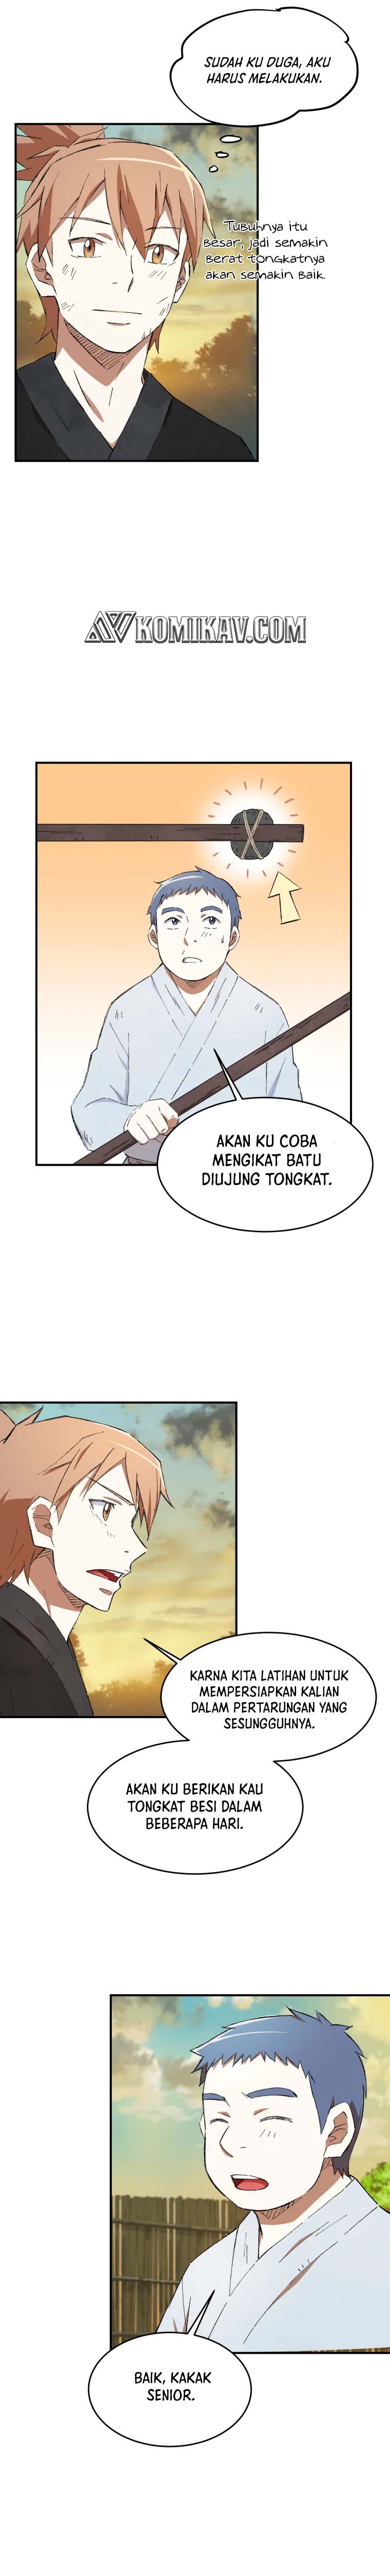 SUDAH KU DUGA, AKU
HARUS MELAKUKAN.
Tubuhnya itu
besar, jadi semakin
berat tongkatnya
akan semakin baik.
KOMIKAV.COM
AKAN KU COBA
MENGIKAT BATU
DIUJUNG TONGKAT.
KARNA KITA LATIHAN UNTUK
MEMPERSIAPKAN KALIAN
DALAM PERTARUNGAN YANG
SESUNGGUHNYA.
AKAN KU BERIKAN KAU
TONGKAT BESI DALAM
BEBERAPA HARI.
BAIK, KAKAK
SENIOR.